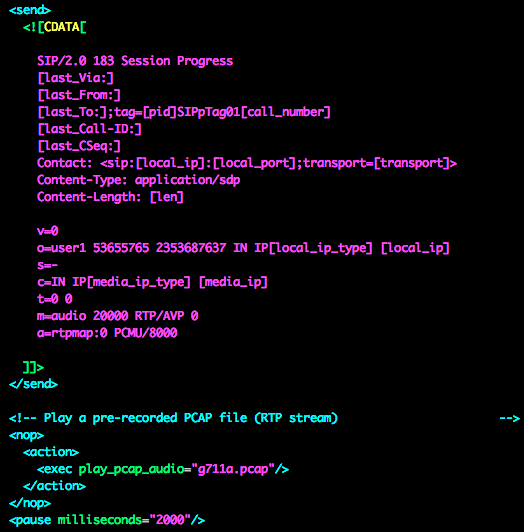 <send>
<![CDATA[
SIP/2.0 183 Session Progress
[last_Via:]
[last_From:]
[last_To:];tag=[pid]SIPpTag01[call_number]
[last_Call-ID:]
[last_CSeq:]
Contact: <sip:[local_ip]:[local_port];transport=[transport]>
Content-Type: application/sdp
Content-Length: [len]
v=0
o=user1 53655765 2353687637 IN IP[local_ip_type] [local_ip]
s=-
c=IN IP[media_ip_type] [media_ip]
t=0 0
m=audio 20000 RTP/AVP 0
a=rtpmap:0 PCMU/8000
]]>
</send>
<!-- Play a pre-recorded PCAP file (RTP stream) -->
<nop>
<action>
<exec play_pcap_audio="g711a.pcap"/>
</action>
</nop>
<pause milliseconds="2000"/>